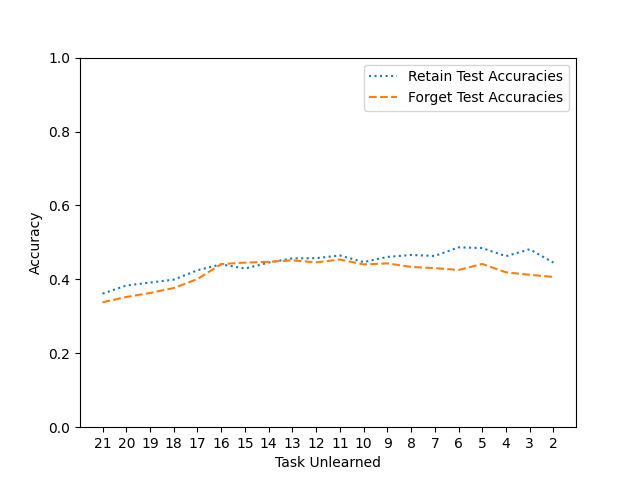 1.0
0.8
0.6
0.4
0.2
0.0
Accuracy
Retain Test Accuracies
Forget Test Accuracies
21 20 19 18 17 16 15 14 13 12 11 10 9 8 7 6 5 4 3 2
Task Unlearned